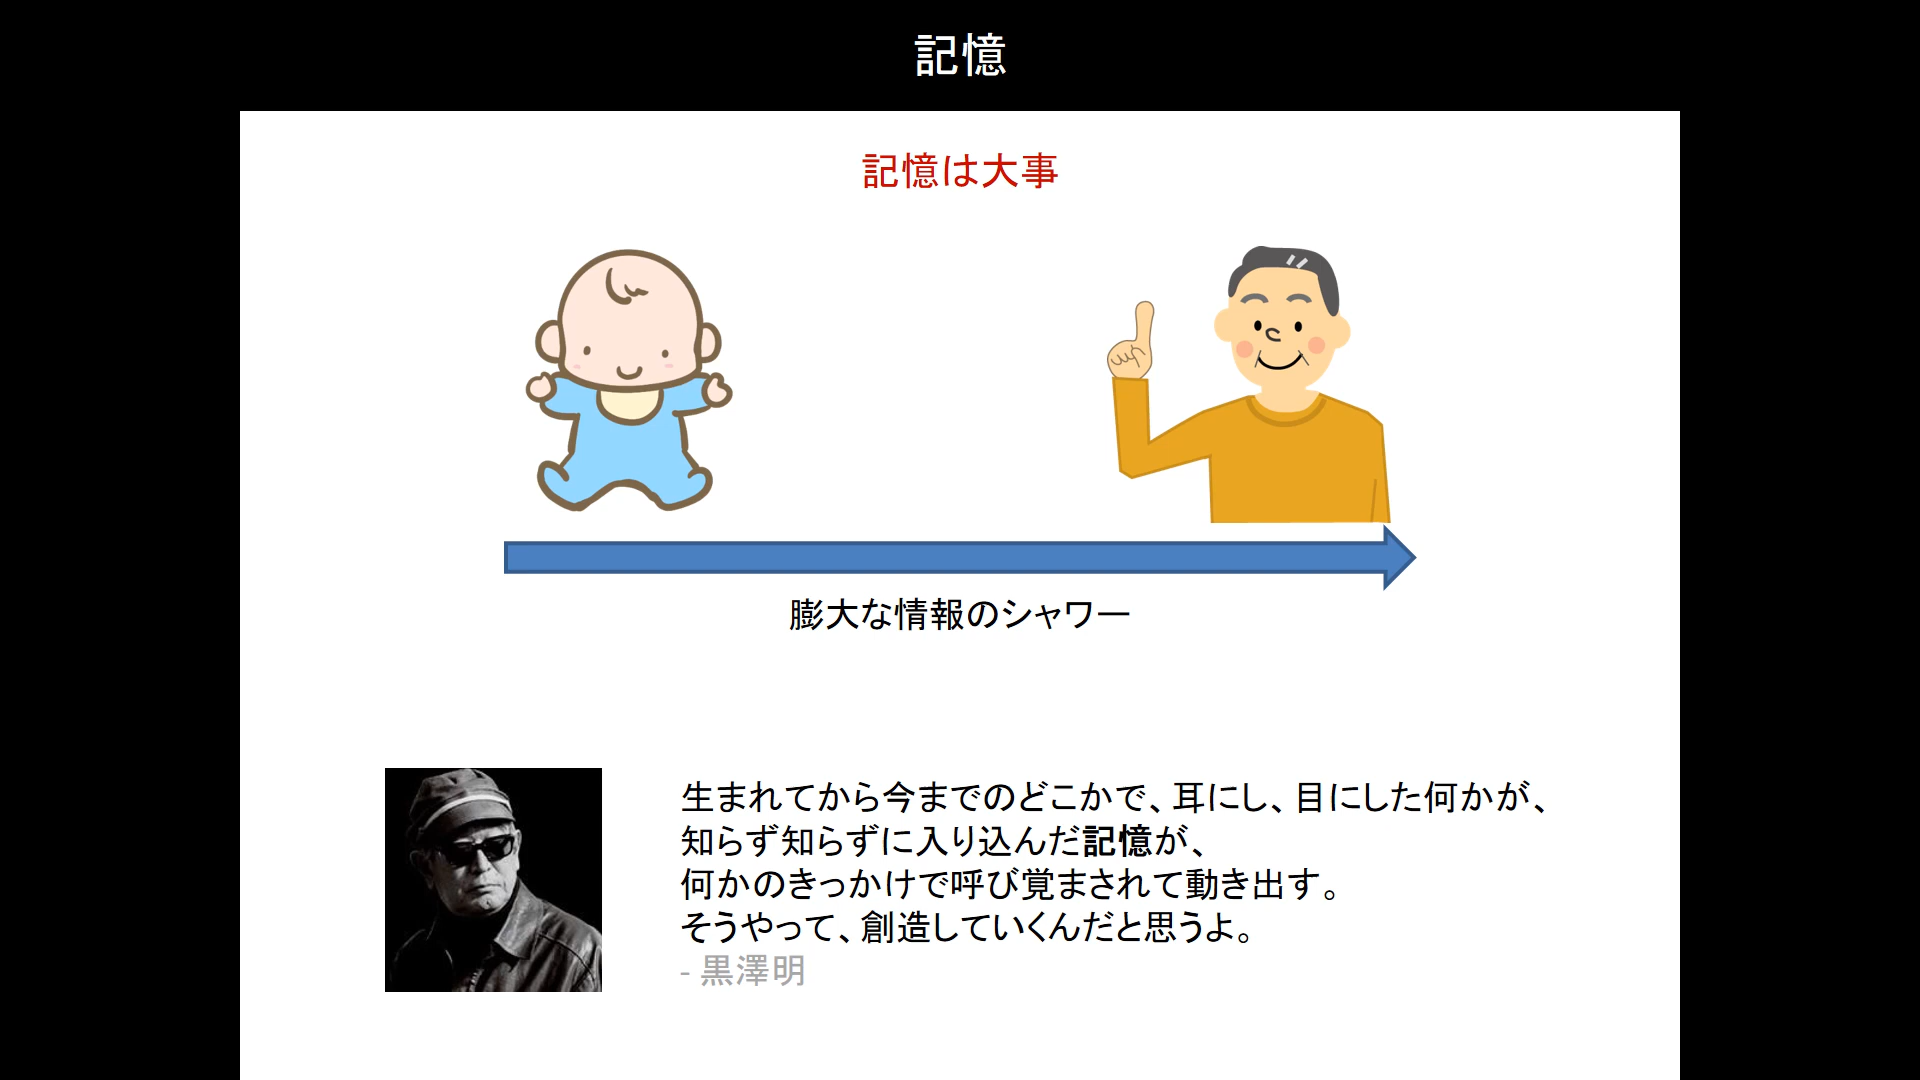 記憶
記憶は大事
膨大な情報のシャワー
生まれてから今までのどこかで、耳にし、目にした何かが、
知らず知らずに入り込んだ記憶が、
何かのきっかけで呼び覚まされて動き出す。
そうやって、創造していくんだと思うよ。
- 黒澤明